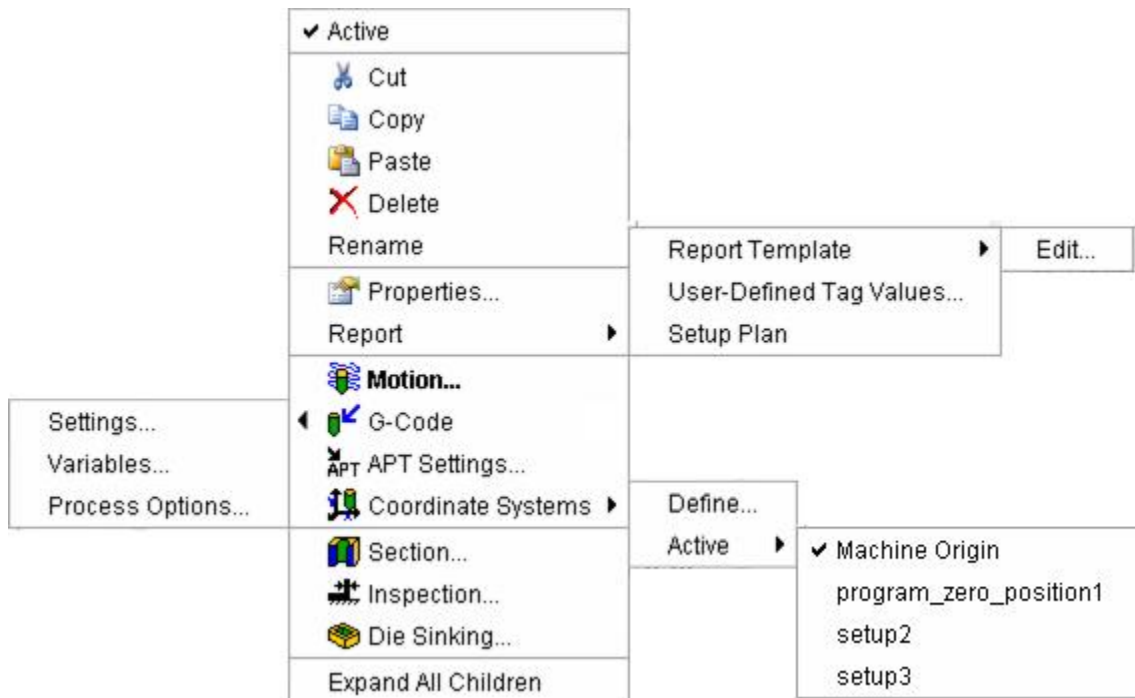 Active
Cut
Copy
Paste
Delete
Rename
Properties...
Report
Report Template
Edit...
User-Defined Tag Values...
Setup Plan
Motion...
G-Code
Settings...
Variables...
Process Options...
APT APT Settings...
Coordinate Systems
Define...
Active
Machine Origin
program_zero_position1
setup2
setup3
Section...
Inspection...
Die Sinking...
Expand All Children